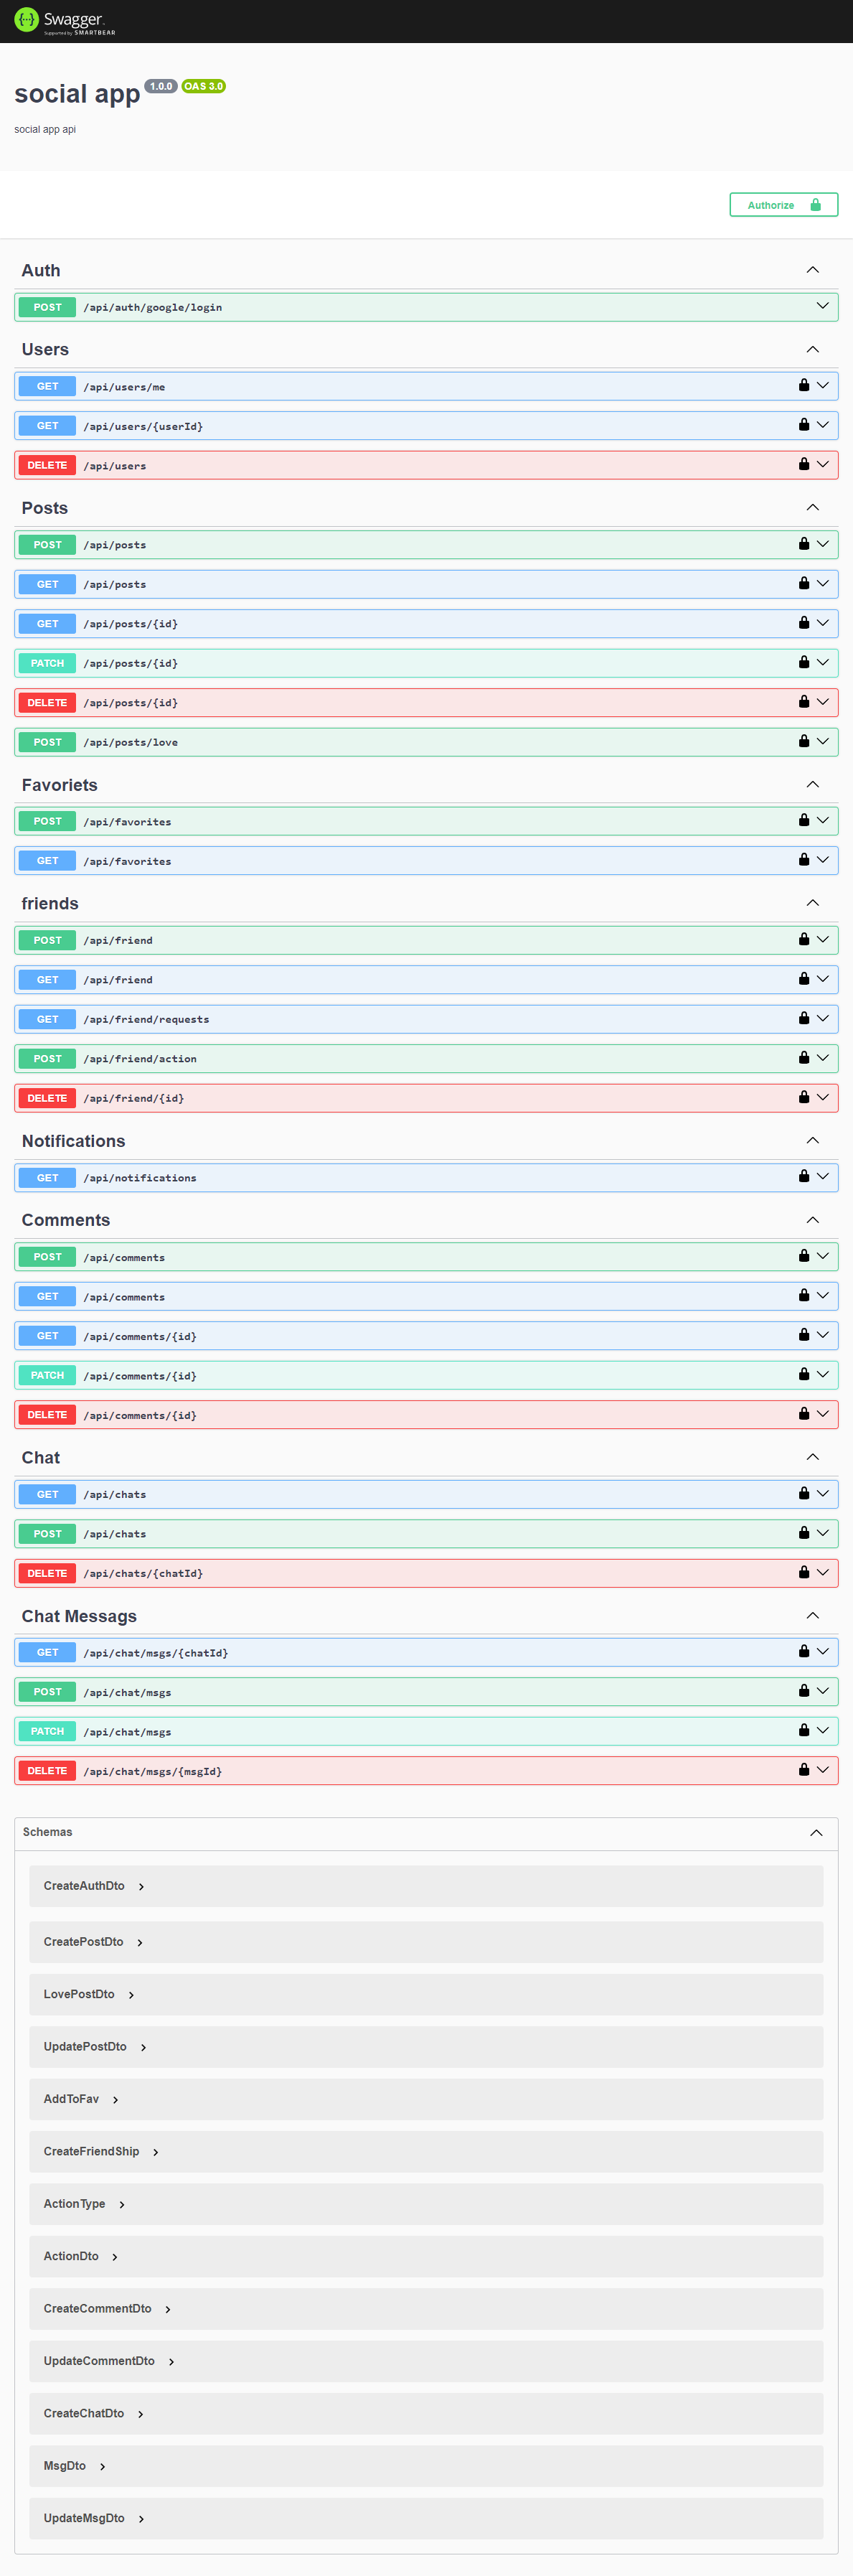 Swagger.
Supported by SMARTBEAR
social app 1.0.0 OAS 3.0
social app api
Authorize
Auth
POST /api/auth/google/login
Users
GET /api/users/me
GET /api/users/{userId}
DELETE /api/users
Posts
POST /api/posts
GET /api/posts
GET /api/posts/{id}
PATCH /api/posts/{id}
DELETE /api/posts/{id}
POST /api/posts/love
Favoriets
POST /api/favorites
GET /api/favorites
friends
POST /api/friend
GET /api/friend
GET /api/friend/requests
POST /api/friend/action
DELETE /api/friend/{id}
Notifications
GET /api/notifications
Comments
POST /api/comments
GET /api/comments
GET /api/comments/{id}
PATCH /api/comments/{id}
DELETE /api/comments/{id}
Chat
GET /api/chats
POST /api/chats
DELETE /api/chats/{chatId}
Chat Messags
GET /api/chat/msgs/{chatId}
POST /api/chat/msgs
PATCH /api/chat/msgs
DELETE /api/chat/msgs/{msgId}
Schemas
CreateAuthDto
CreatePostDto
LovePostDto
UpdatePostDto
AddToFav
CreateFriendShip
ActionType
ActionDto
CreateCommentDto
UpdateCommentDto
CreateChatDto
MsgDto
UpdateMsgDto